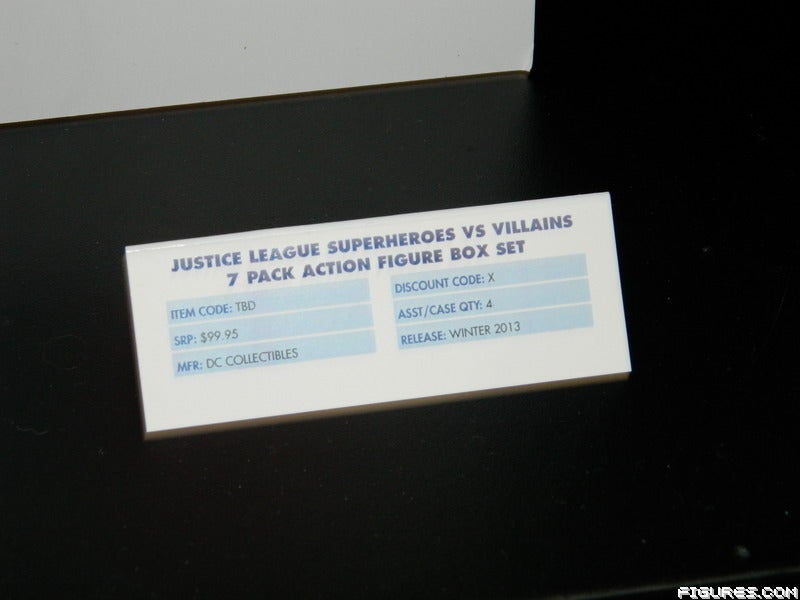 JUSTICE LEAGUE SUPERHEROES VS VILLAINS
7 PACK ACTION FIGURE BOX SET
ITEM CODE: TBD
SRP: $99.95
MFR: DC COLLECTIBLES
DISCOUNT CODE: X
ASST/CASE QTY: 4
RELEASE: WINTER 2013
FIGURES.COM